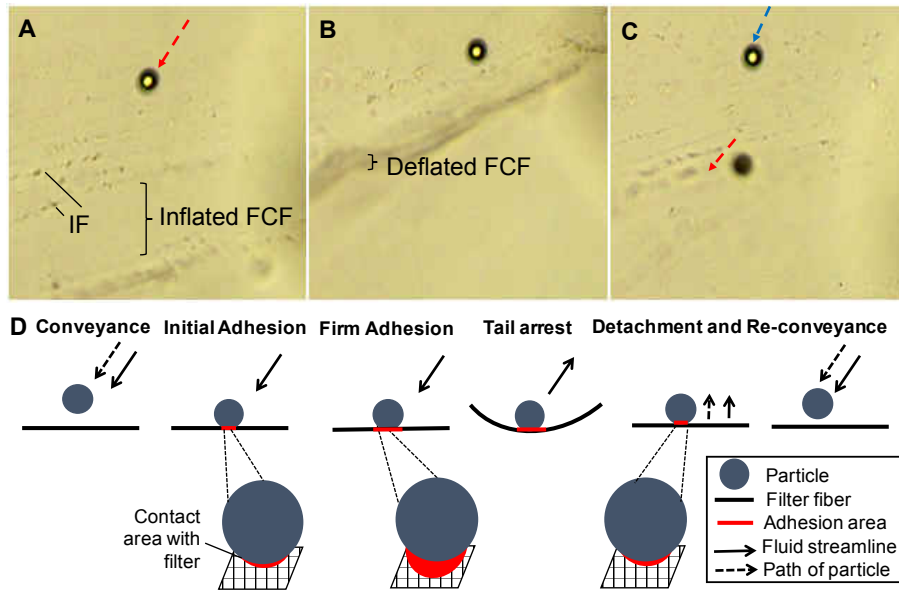 A
B
C
IF
Inflated FCF
Deflated FCF
D Conveyance Initial Adhesion Firm Adhesion Tail arrest Detachment and Re-conveyance
Contact
area with
filter
Particle
Filter fiber
Adhesion area
Fluid streamline
Path of particle